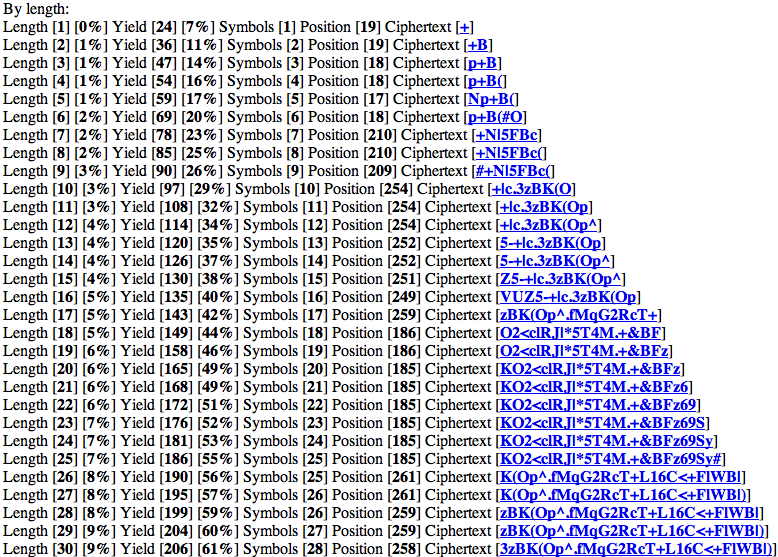 By length:
Length [1] [0%] Yield [24] [7%] Symbols [1] Position [19] Ciphertext [+]
Length [2] [1%] Yield [36] [11%] Symbols [2] Position [19] Ciphertext [+B]
Length [3] [1%] Yield [47] [14%] Symbols [3] Position [18] Ciphertext [p+B]
Length [4] [1%] Yield [54] [16%] Symbols [4] Position [18] Ciphertext [p+B(]
Length [5] [1%] Yield [59] [17%] Symbols [5] Position [17] Ciphertext [Np+B(]
Length [6] [2%] Yield [69] [20%] Symbols [6] Position [18] Ciphertext [p+B(#O]
Length [7] [2%] Yield [78] [23%] Symbols [7] Position [210] Ciphertext [+N|5FBc]
Length [8] [2%] Yield [85] [25%] Symbols [8] Position [210] Ciphertext [+N|5FBc(]
Length [9] [3%] Yield [90] [26%] Symbols [9] Position [209] Ciphertext [#+N|5FBc(]
Length [10] [3%] Yield [97] [29%] Symbols [10] Position [254] Ciphertext [+|c.3zBK(O]
Length [11] [3%] Yield [108] [32%] Symbols [11] Position [254] Ciphertext [+|c.3zBK(Op]
Length [12] [4%] Yield [114] [34%] Symbols [12] Position [254] Ciphertext [+|c.3zBK(Op^]
Length [13] [4%] Yield [120] [35%] Symbols [13] Position [252] Ciphertext [5-+|c.3zBK(Op]
Length [14] [4%] Yield [126] [37%] Symbols [14] Position [252] Ciphertext [5-+|c.3zBK(Op^]
Length [15] [4%] Yield [130] [38%] Symbols [15] Position [251] Ciphertext [Z5-+|c.3zBK(Op^]
Length [16] [5%] Yield [135] [40%] Symbols [16] Position [249] Ciphertext [VUZ5-+|c.3zBK(Op]
Length [17] [5%] Yield [143] [42%] Symbols [17] Position [259] Ciphertext [zBK(Op^.fMqG2RcT+]
Length [18] [5%] Yield [149] [44%] Symbols [18] Position [186] Ciphertext [O2<clRJ|*5T4M.+&BF]
Length [19] [6%] Yield [158] [46%] Symbols [19] Position [186] Ciphertext [O2<clRJ|*5T4M.+&BFz]
Length [20] [6%] Yield [165] [49%] Symbols [20] Position [185] Ciphertext [KO2<clRJ|*5T4M.+&BFz]
Length [21] [6%] Yield [168] [49%] Symbols [21] Position [185] Ciphertext [KO2<clRJ|*5T4M.+&BFz6]
Length [22] [6%] Yield [172] [51%] Symbols [22] Position [185] Ciphertext [KO2<clRJ|*5T4M.+&BFz69]
Length [23] [7%] Yield [176] [52%] Symbols [23] Position [185] Ciphertext [KO2<clRJ|*5T4M.+&BFz69S]
Length [24] [7%] Yield [181] [53%] Symbols [24] Position [185] Ciphertext [KO2<clRJ|*5T4M.+&BFz69Sy]
Length [25] [7%] Yield [186] [55%] Symbols [25] Position [185] Ciphertext [KO2<clRJ|*5T4M.+&BFz69Sy#]
Length [26] [8%] Yield [190] [56%] Symbols [25] Position [261] Ciphertext [K(Op^.fMqG2RcT+L16C<+F|WB|]
Length [27] [8%] Yield [195] [57%] Symbols [26] Position [261] Ciphertext [K(Op^.fMqG2RcT+L16C<+F|WB|)]
Length [28] [8%] Yield [199] [59%] Symbols [26] Position [259] Ciphertext [zBK(Op^.fMqG2RcT+L16C<+F|WB|]
Length [29] [9%] Yield [204] [60%] Symbols [27] Position [259] Ciphertext [zBK(Op^.fMqG2RcT+L16C<+F|WB|)]
Length [30] [9%] Yield [206] [61%] Symbols [28] Position [258] Ciphertext [3zBK(Op^.fMqG2RcT+L16C<+F|WB|)]